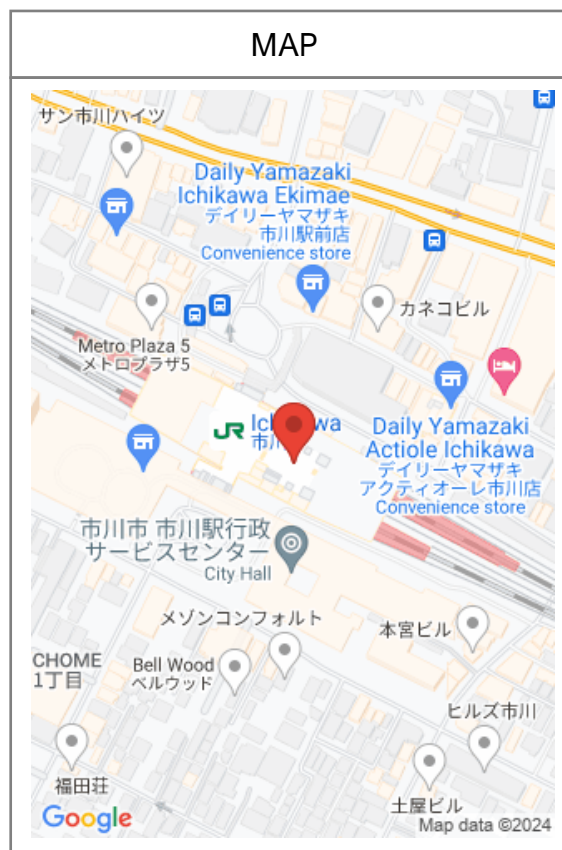 MAP
サン市川ハイツ
Daily Yamazaki
Ichikawa Ekimae
デイリーヤマザキ
市川駅前店
Convenience store
カネコビル
Metro Plaza 5
メトロプラザ5
JR
Daily Yamazaki
Actiole Ichikawa
デイリーヤマザキ
アクティオーレ市川店
Convenience store
市川市 市川駅行政
サービスセンター
City Hall
メゾンコンフォルト
本宮ビル
CHOME
1丁目
Bell Wood
ベルウッド
ヒルズ市川
福田荘
土屋ビル
Google
Map data ©2024